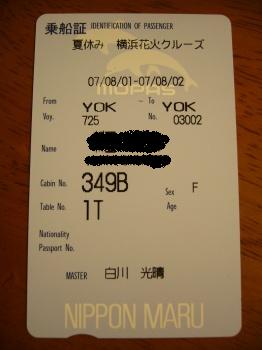 乗船証 IDENTIFICATION OF PASSENGER
夏休み 横浜花火クルーズ
07/08/01-07/08/02
MOPAS
From YOK ~ To YOK
Voy. 725 No. 03002
Name
Cabin No. 349B Sex F
Table No. 1T Age
Nationality
Passport No.
MASTER 白川 光晴
NIPPON MARU